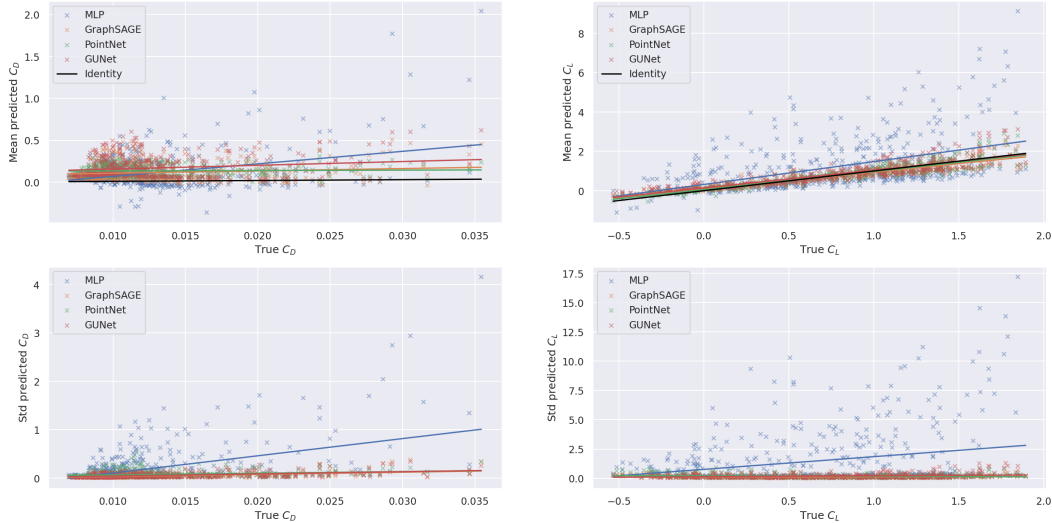 2.0
1.5
1.0
0.5
0.0
Mean predicted C_D
MLP
GraphSAGE
PointNet
GUNet
Identity
0.010 0.015 0.020 0.025 0.030 0.035
True C_D
8
6
4
2
0
Mean predicted C_L
MLP
GraphSAGE
PointNet
GUNet
Identity
−0.5 0.0 0.5 1.0 1.5 2.0
True C_L
4
3
2
1
0
Std predicted C_D
MLP
GraphSAGE
PointNet
GUNet
0.010 0.015 0.020 0.025 0.030 0.035
True C_D
17.5
15.0
12.5
10.0
7.5
5.0
2.5
0.0
Std predicted C_L
MLP
GraphSAGE
PointNet
GUNet
−0.5 0.0 0.5 1.0 1.5 2.0
True C_L